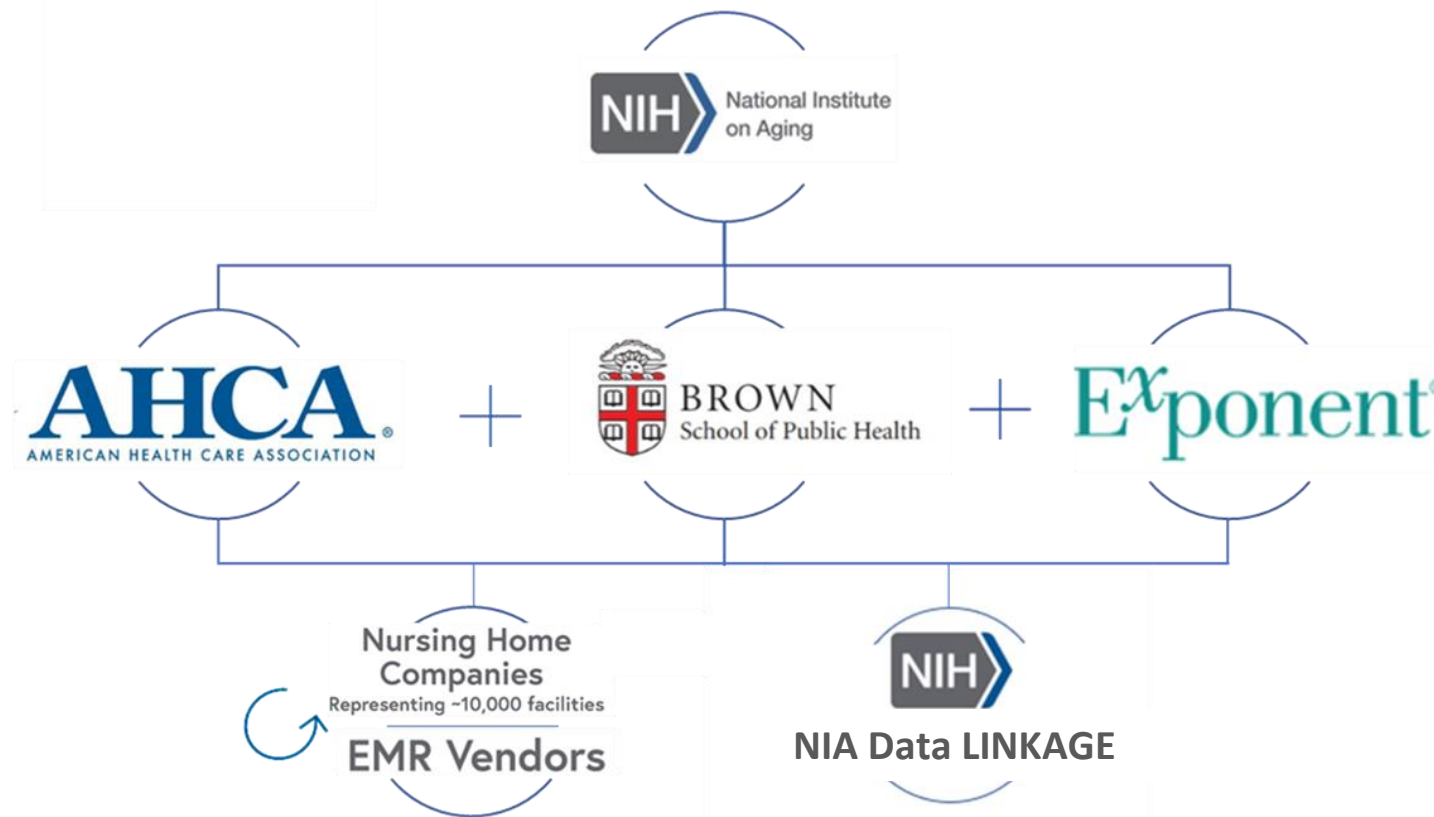 NIH National Institute
on Aging
AHCA®
AMERICAN HEALTH CARE ASSOCIATION
BROWN
School of Public Health
Exponent®
Nursing Home
Companies
Representing ~10,000 facilities
EMR Vendors
NIH
NIA Data LINKAGE